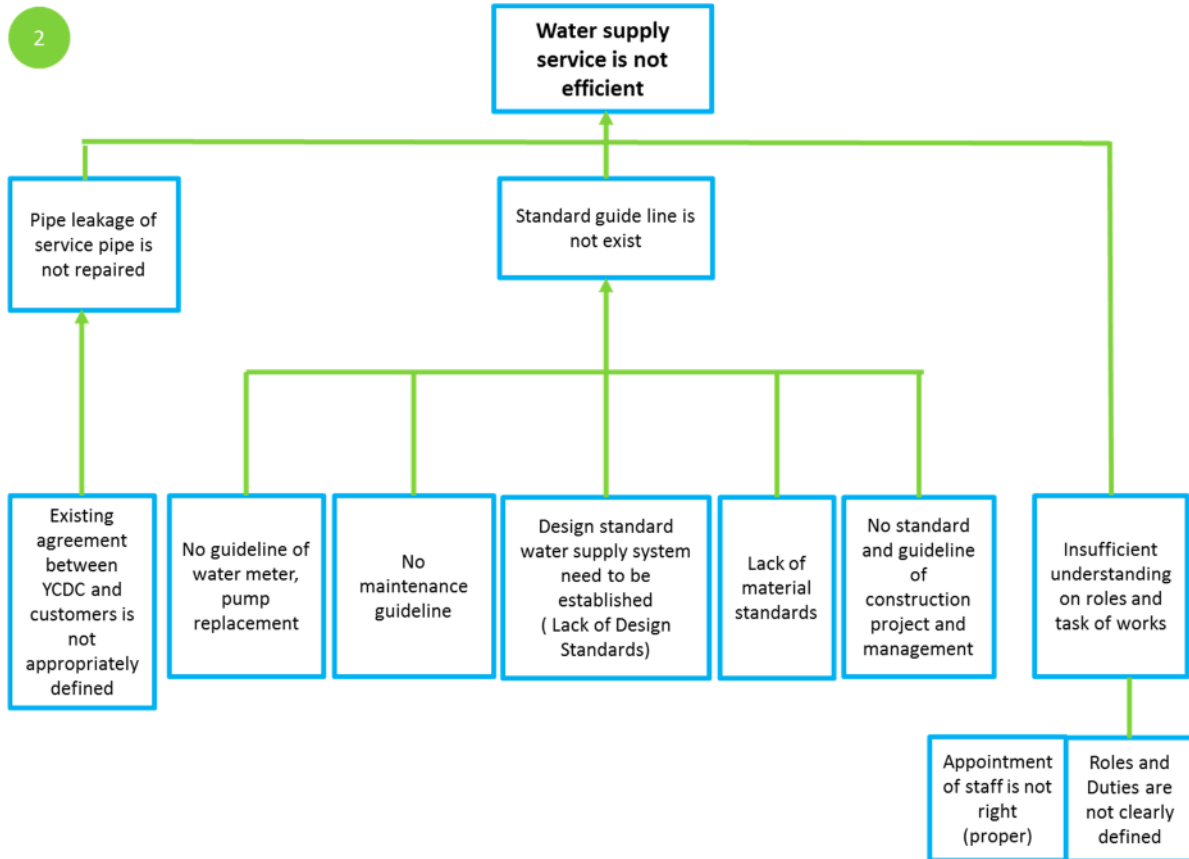 2
Water supply
service is not
efficient
Pipe leakage of
service pipe is
not repaired
Standard guide line is
not exist
Existing
agreement
between
YCDC and
customers is
not
appropriately
defined
No guideline of
water meter,
pump
replacement
No
maintenance
guideline
Design standard
water supply system
need to be
established
( Lack of Design
Standards)
Lack of
material
standards
No standard
and guideline
of
construction
project and
management
Insufficient
understanding
on roles and
task of works
Appointment
of staff is not
right
(proper)
Roles and
Duties are
not clearly
defined